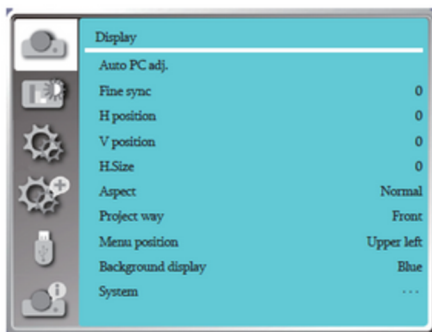 Display
Auto PC adj.
Fine sync 0
H position 0
V position 0
H.Size 0
Aspect Normal
Project way Front
Menu position Upper left
Background display Blue
System ...